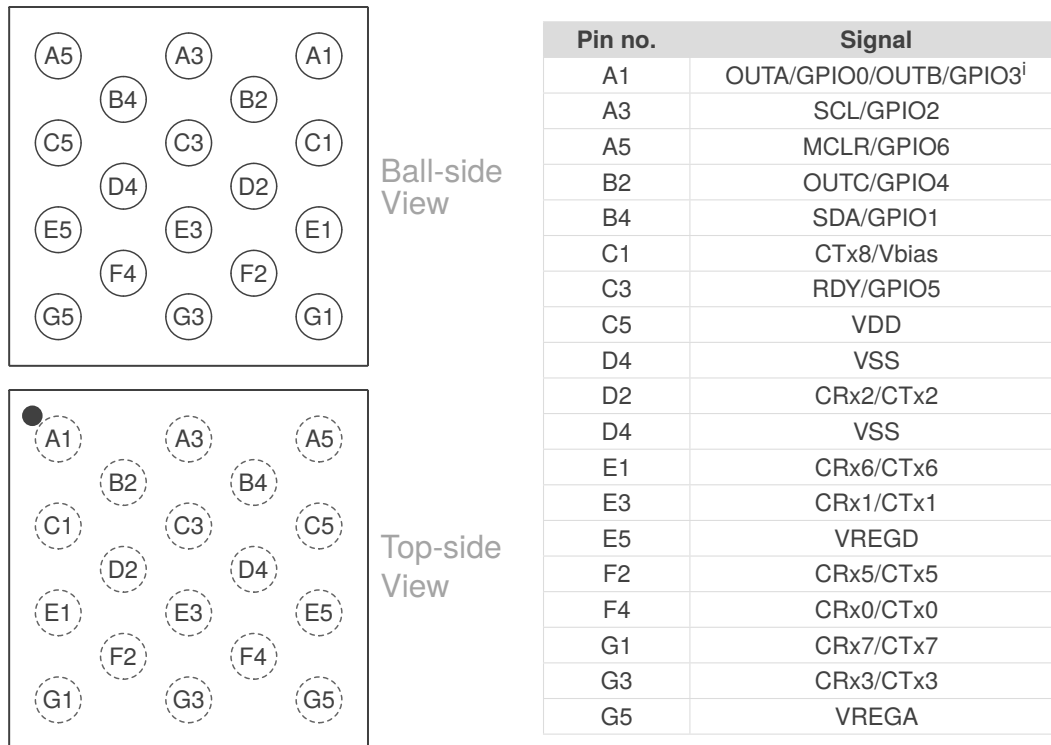 A5 A3 A1
B4 B2
C5 C3 C1
D4 D2
E5 E3 E1
F4 F2
G5 G3 G1
Ball-side
View
A1 A3 A5
B2 B4
C1 C3 C5
D2 D4
E1 E3 E5
F2 F4
G1 G3 G5
Top-side
View
Pin no. Signal
A1 OUTA/GPIO0/OUTB/GPIO3i
A3 SCL/GPIO2
A5 MCLR/GPIO6
B2 OUTC/GPIO4
B4 SDA/GPIO1
C1 CTx8/Vbias
C3 RDY/GPIO5
C5 VDD
D4 VSS
D2 CRx2/CTx2
D4 VSS
E1 CRx6/CTx6
E3 CRx1/CTx1
E5 VREGD
F2 CRx5/CTx5
F4 CRx0/CTx0
G1 CRx7/CTx7
G3 CRx3/CTx3
G5 VREGA